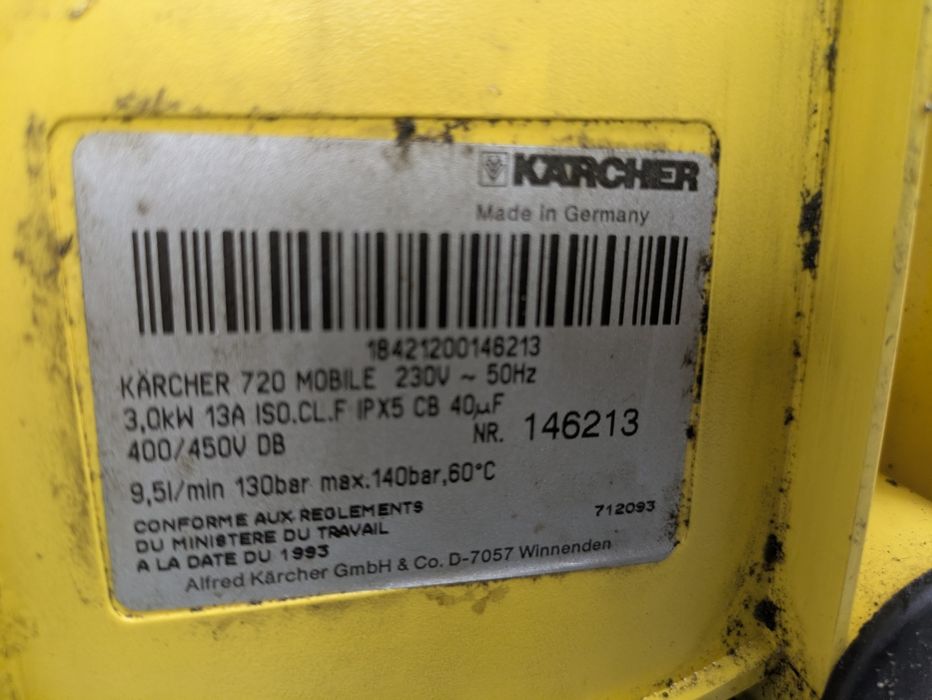 KÄRCHER
Made in Germany
18421200146213
KÄRCHER 720 MOBILE 230V ~ 50Hz
3,0kW 13A ISO.CL.F IPX5 CB 40µF
400/450V DB NR. 146213
9,5l/min 130bar max.140bar,60°C
CONFORME AUX REGLEMENTS
DU MINISTERE DU TRAVAIL
A LA DATE DU 1993
712093
Alfred Kärcher GmbH & Co. D-7057 Winnenden